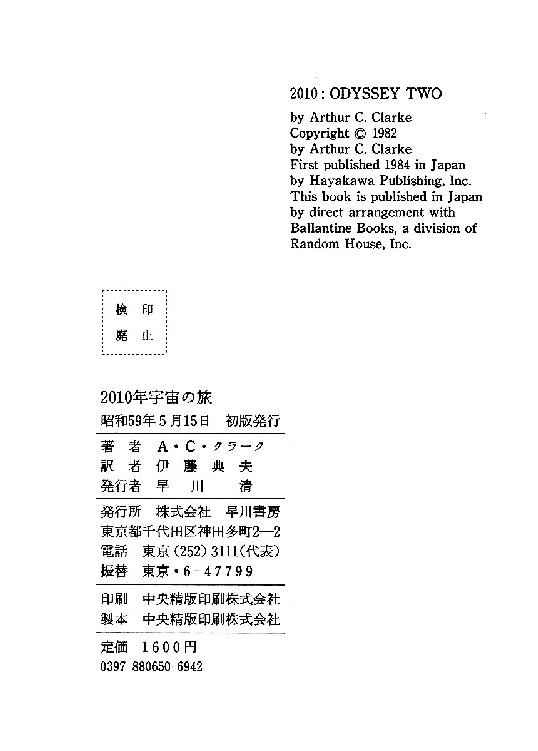 2010: ODYSSEY TWO
by Arthur C. Clarke
Copyright © 1982
by Arthur C. Clarke
First published 1984 in Japan
by Hayakawa Publishing, Inc.
This book is published in Japan
by direct arrangement with
Ballantine Books, a division of
Random House, Inc.
検 印
廃 止
2010年宇宙の旅
昭和59年5月15日 初版発行
著 者 A・C・クラーク
訳 者 伊 藤 典 夫
発行者 早 川 清
発行所 株式会社 早川書房
東京都千代田区神田多町2—2
電話 東京(252)3111(代表)
振替 東京・6-47799
印刷 中央精版印刷株式会社
製本 中央精版印刷株式会社
定価 1600円
0397-880650-6942